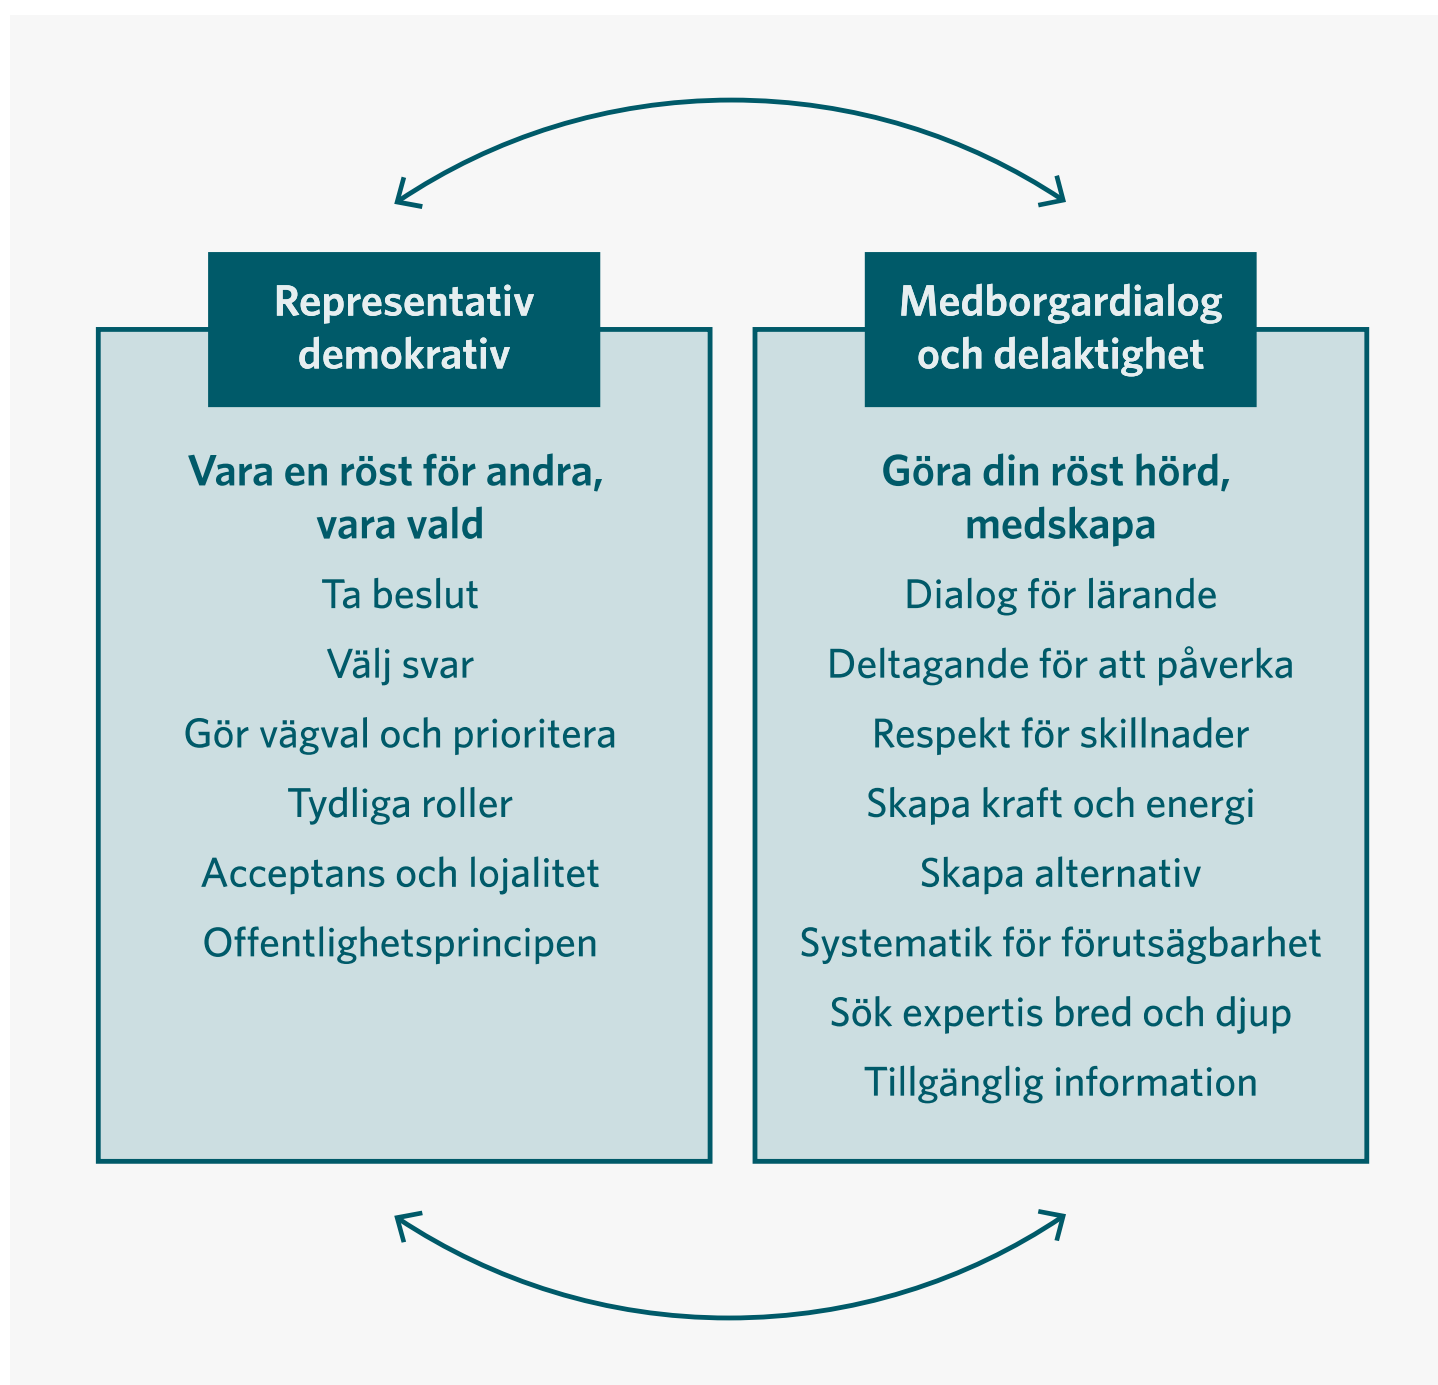 Representativ
demokrativ
Vara en röst för andra,
vara vald
Ta beslut
Välj svar
Gör vägval och prioritera
Tydliga roller
Acceptans och lojalitet
Offentlighetsprincipen
Medborgardialog
och delaktighet
Göra din röst hörd,
medskapa
Dialog för lärande
Deltagande för att påverka
Respekt för skillnader
Skapa kraft och energi
Skapa alternativ
Systematik för förutsägbarhet
Sök expertis bred och djup
Tillgänglig information